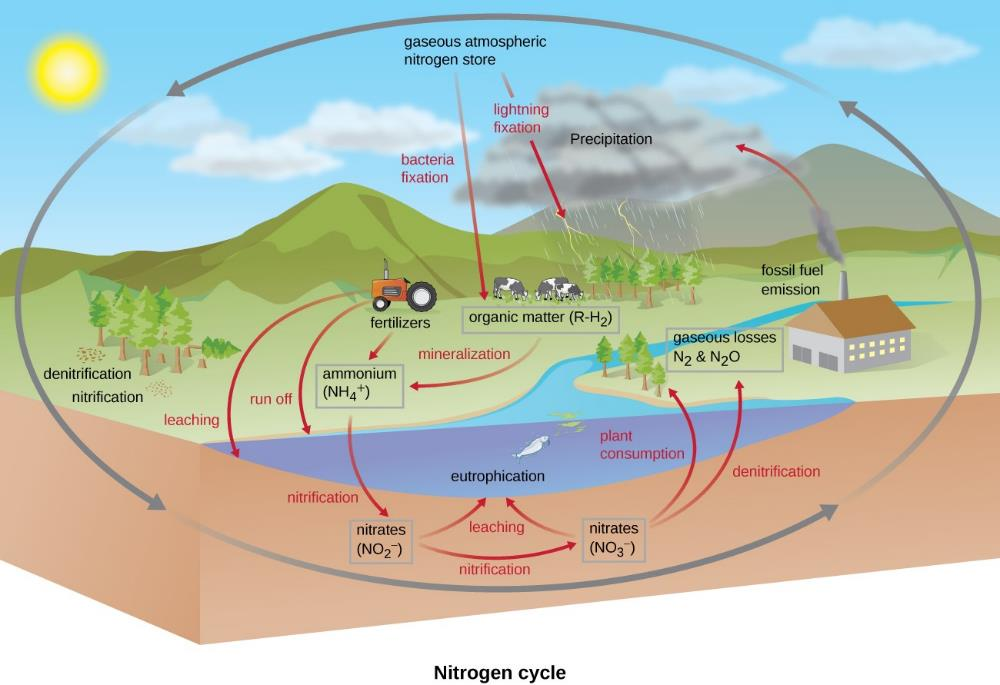 gaseous atmospheric
nitrogen store
lightning
fixation
Precipitation
bacteria
fixation
fossil fuel
emission
organic matter (R-H₂)
fertilizers
gaseous losses
N₂ & N₂O
mineralization
ammonium
(NH₄⁺)
denitrification
nitrification
run off
leaching
plant
consumption
denitrification
eutrophication
nitrification
nitrates
(NO₂⁻)
leaching
nitrates
(NO₃⁻)
nitrification
Nitrogen cycle